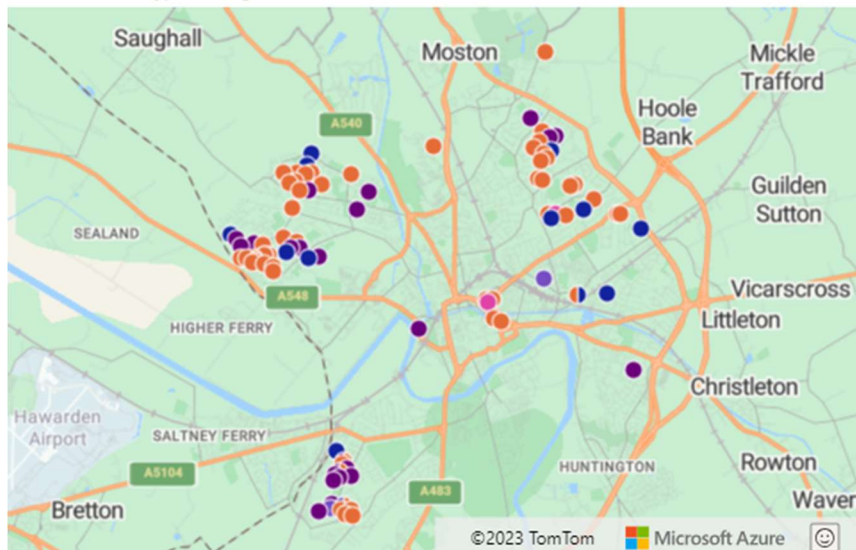 Saughall
Moston
Mickle
Trafford
A540
Hoole
Bank
Guilden
Sutton
SEALAND
A548
Vicarscross
HIGHER FERRY
Littleton
Christleton
Hawarden
Airport
SALTNEY FERRY
A5104
HUNTINGTON
Rowton
A483
Bretton
Waver
©2023 TomTom
Microsoft Azure